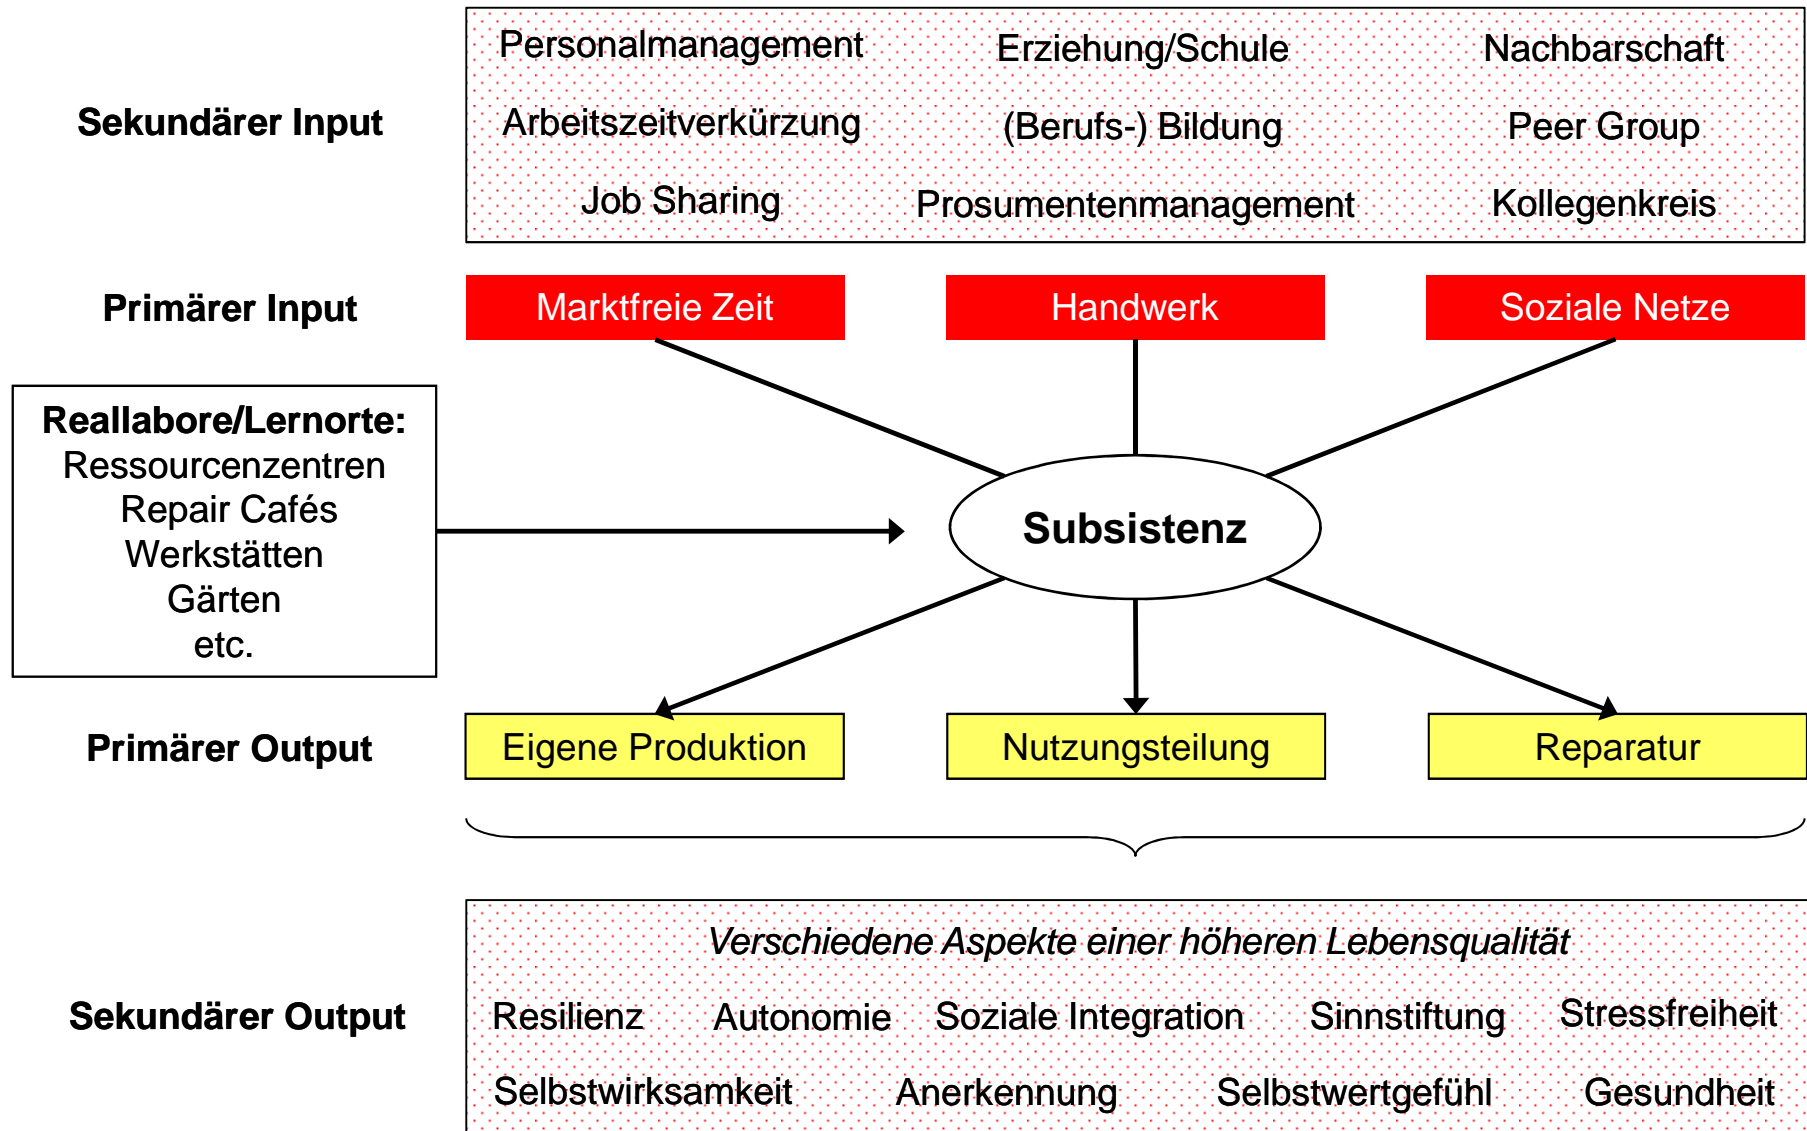 Personalmanagement Erziehung/Schule Nachbarschaft
Sekundärer Input Arbeitszeitverkürzung (Berufs-) Bildung Peer Group
Job Sharing Prosumentenmanagement Kollegenkreis
Primärer Input Marktfreie Zeit Handwerk Soziale Netze
Reallabore/Lernorte:
Ressourcenzentren
Repair Cafés
Werkstätten
Gärten
etc.
Subsistenz
Primärer Output Eigene Produktion Nutzungsteilung Reparatur
Verschiedene Aspekte einer höheren Lebensqualität
Sekundärer Output Resilienz Autonomie Soziale Integration Sinnstiftung Stressfreiheit
Selbstwirksamkeit Anerkennung Selbstwertgefühl Gesundheit